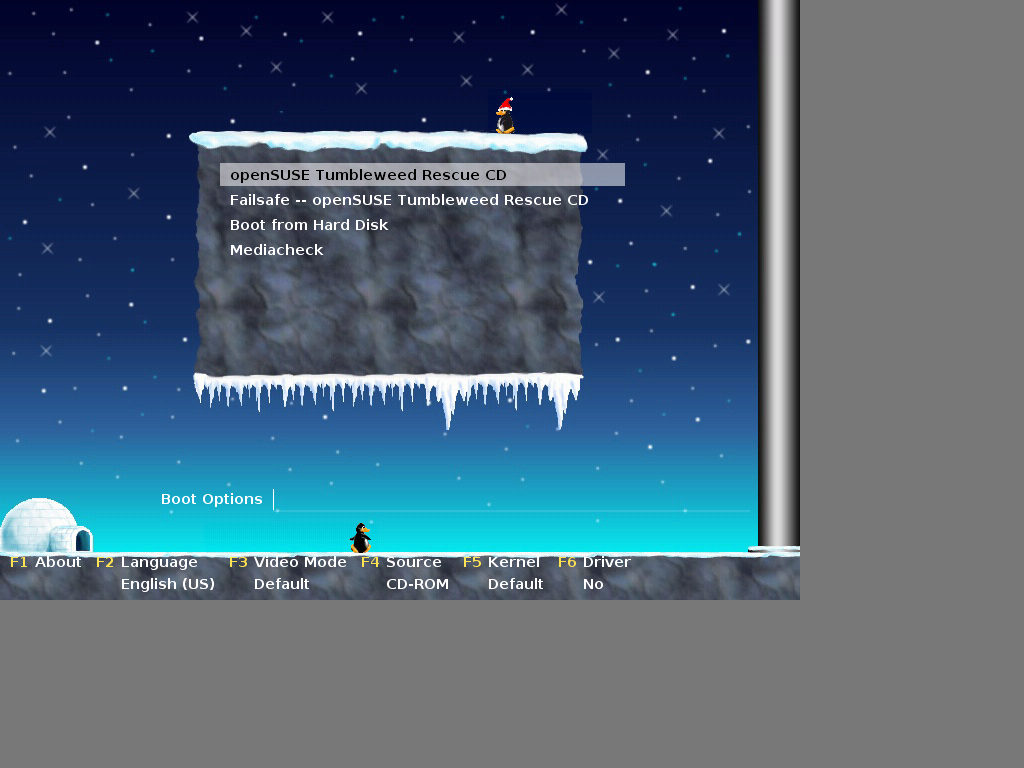 openSUSE Tumbleweed Rescue CD
Failsafe -- openSUSE Tumbleweed Rescue CD
Boot from Hard Disk
Mediacheck
Boot Options
F1 About F2 Language F3 Video Mode F4 Source F5 Kernel F6 Driver
English (US) Default CD-ROM Default No